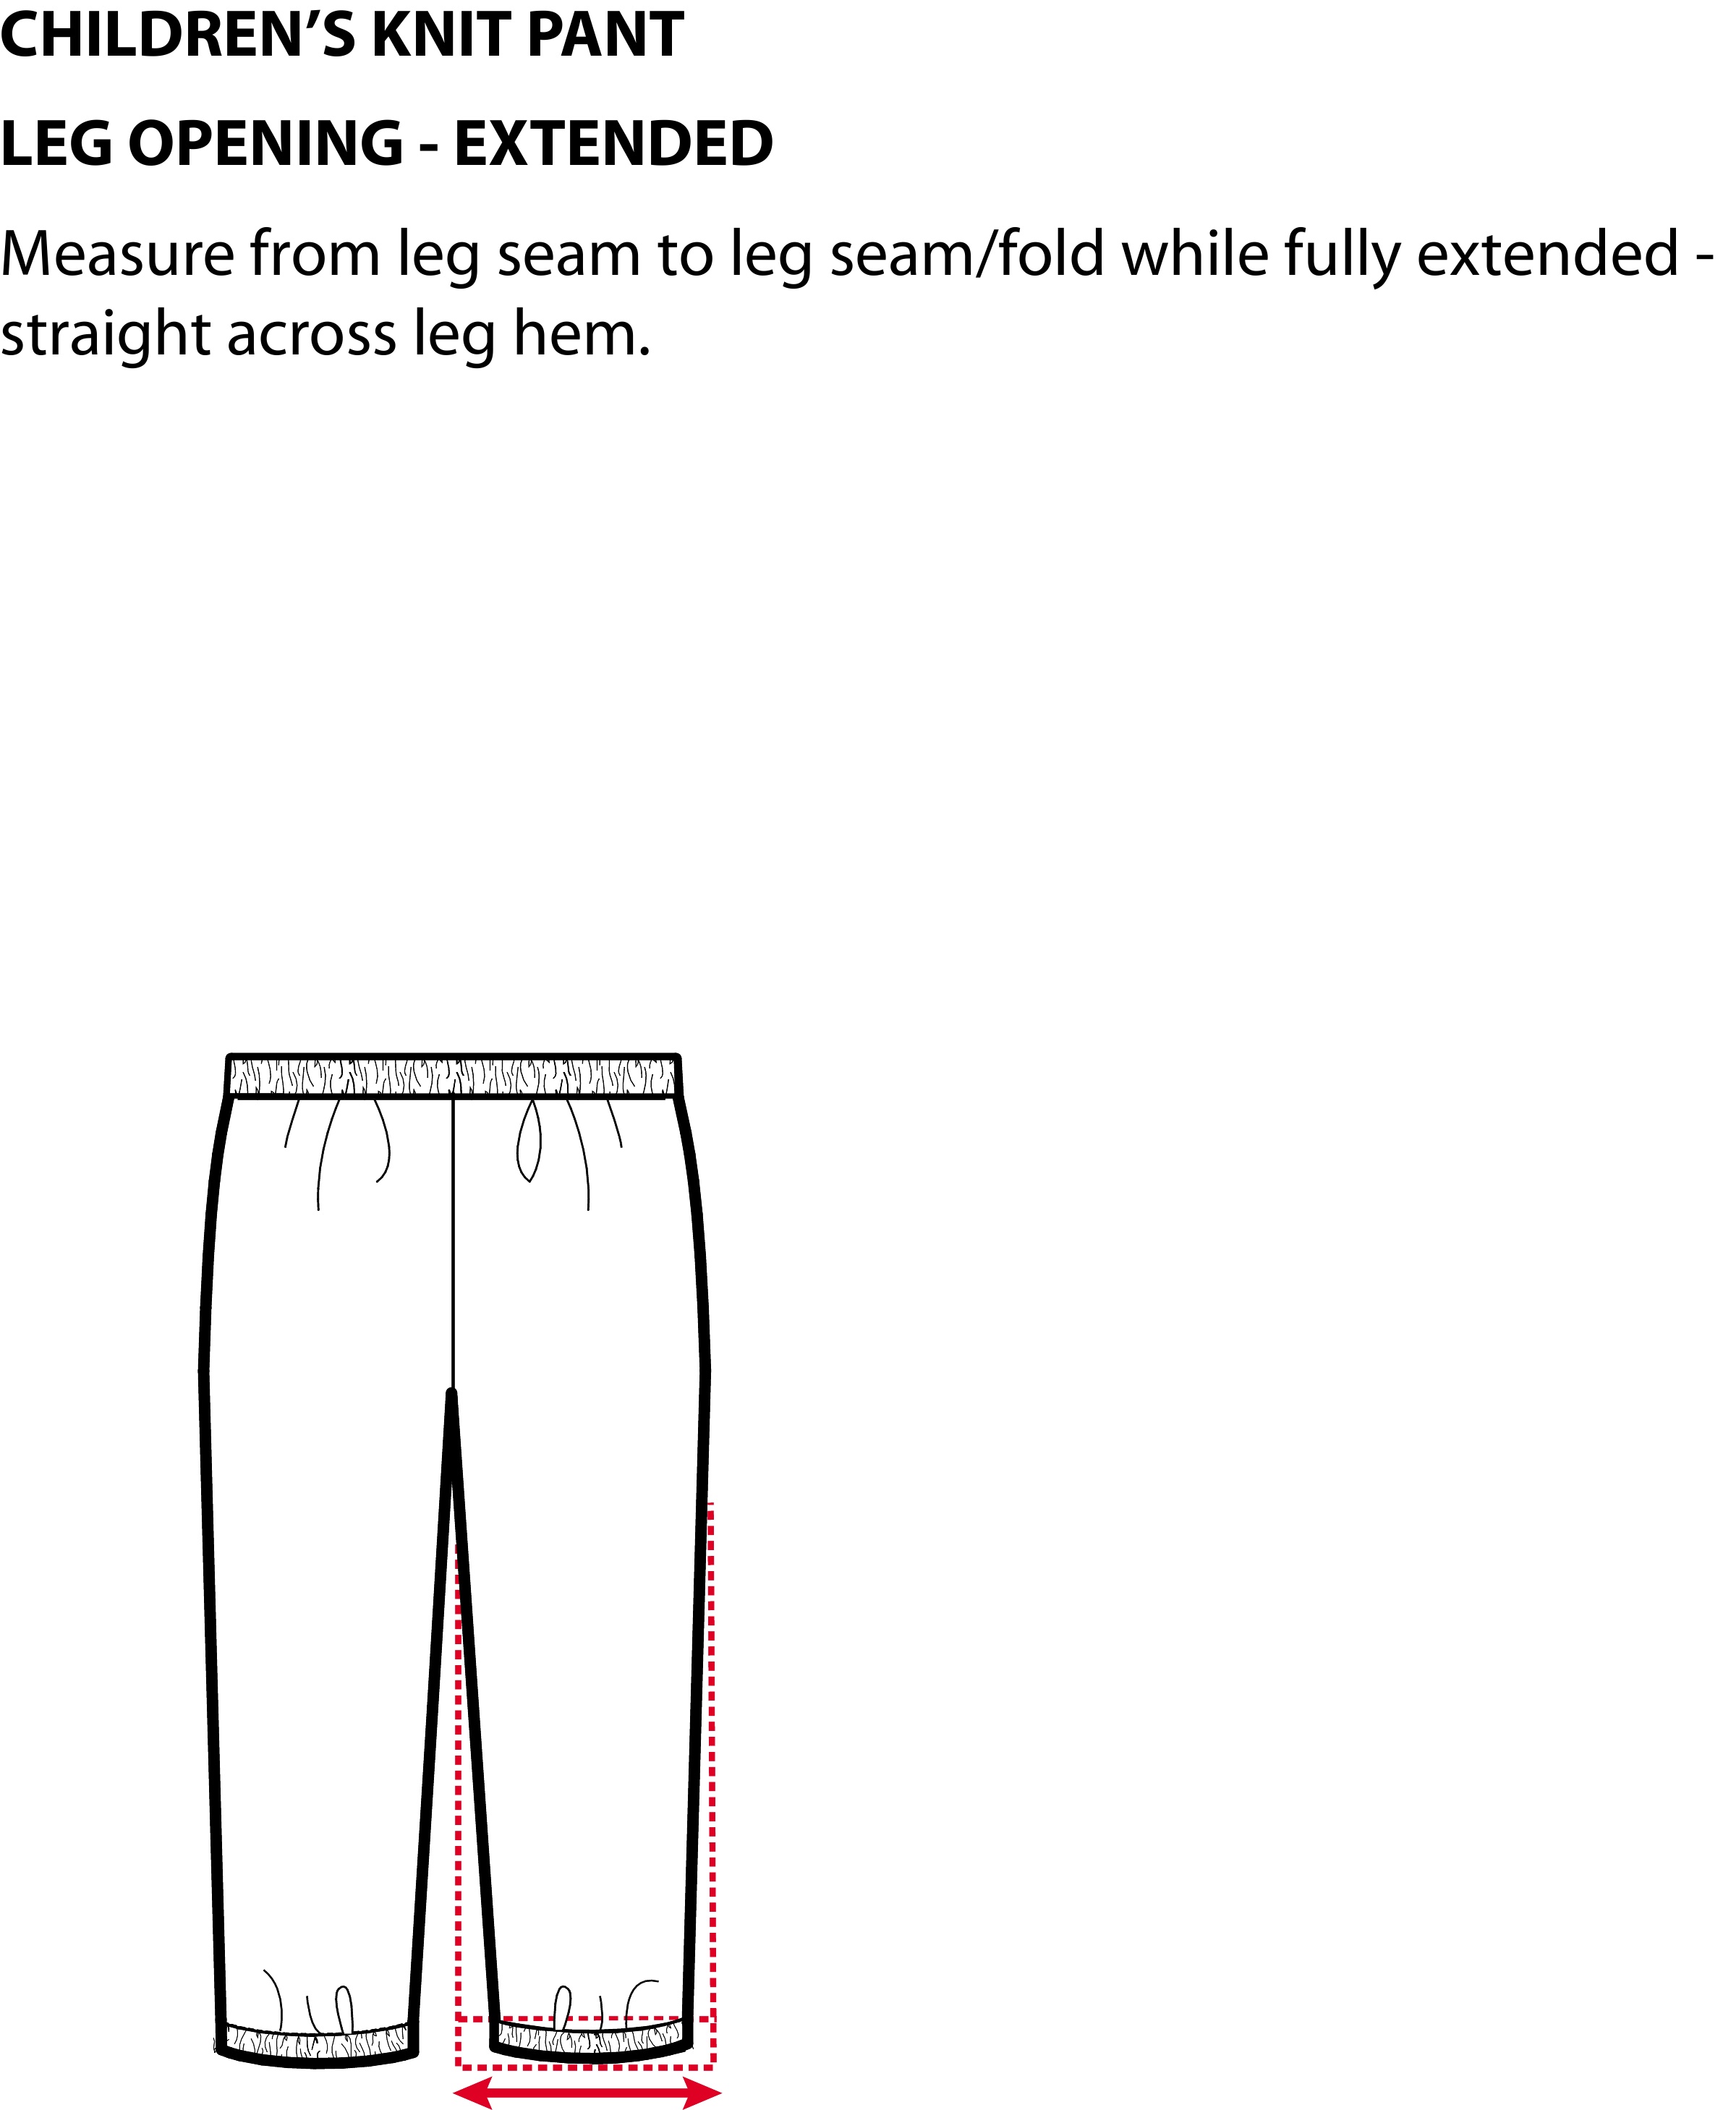 CHILDREN’S KNIT PANT
LEG OPENING - EXTENDED
Measure from leg seam to leg seam/fold while fully extended -
straight across leg hem.